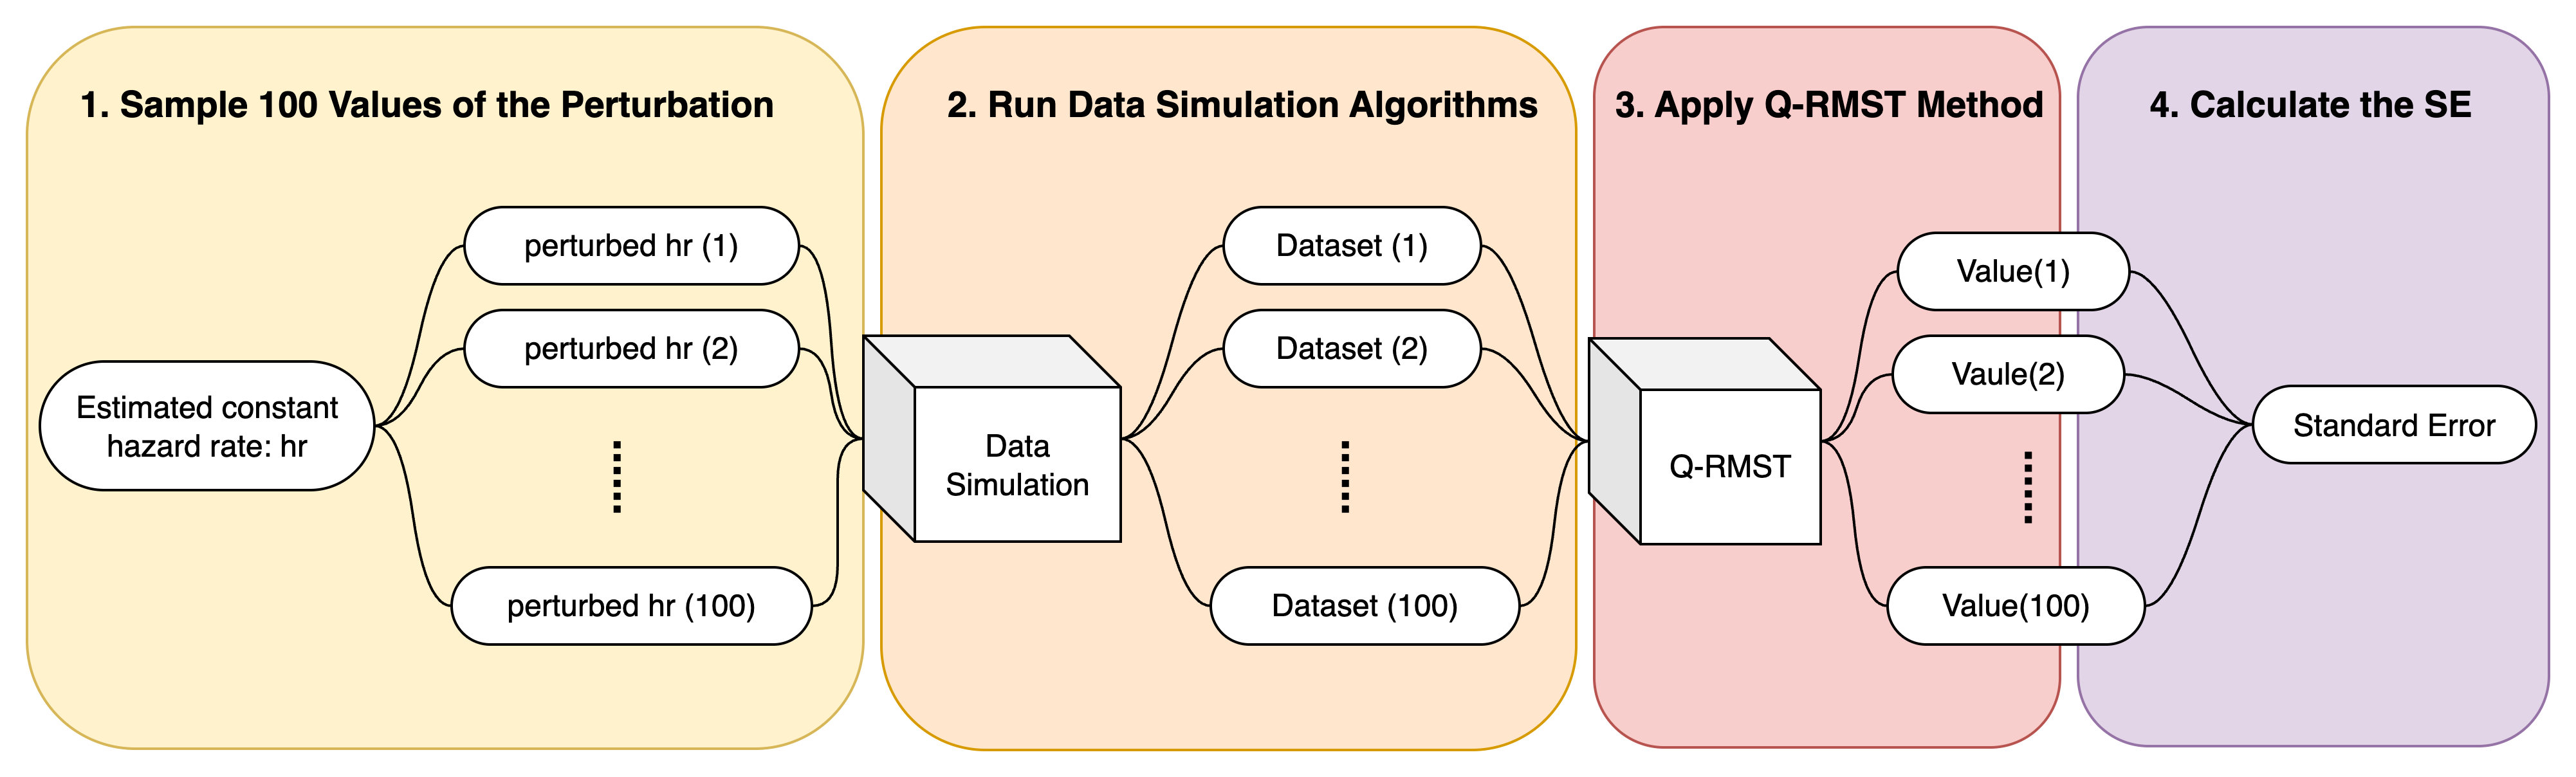 1. Sample 100 Values of the Perturbation
Estimated constant
hazard rate: hr
perturbed hr (1)
perturbed hr (2)
perturbed hr (100)
2. Run Data Simulation Algorithms
Data
Simulation
Dataset (1)
Dataset (2)
Dataset (100)
3. Apply Q-RMST Method
Q-RMST
Value(1)
Vaule(2)
Value(100)
4. Calculate the SE
Standard Error